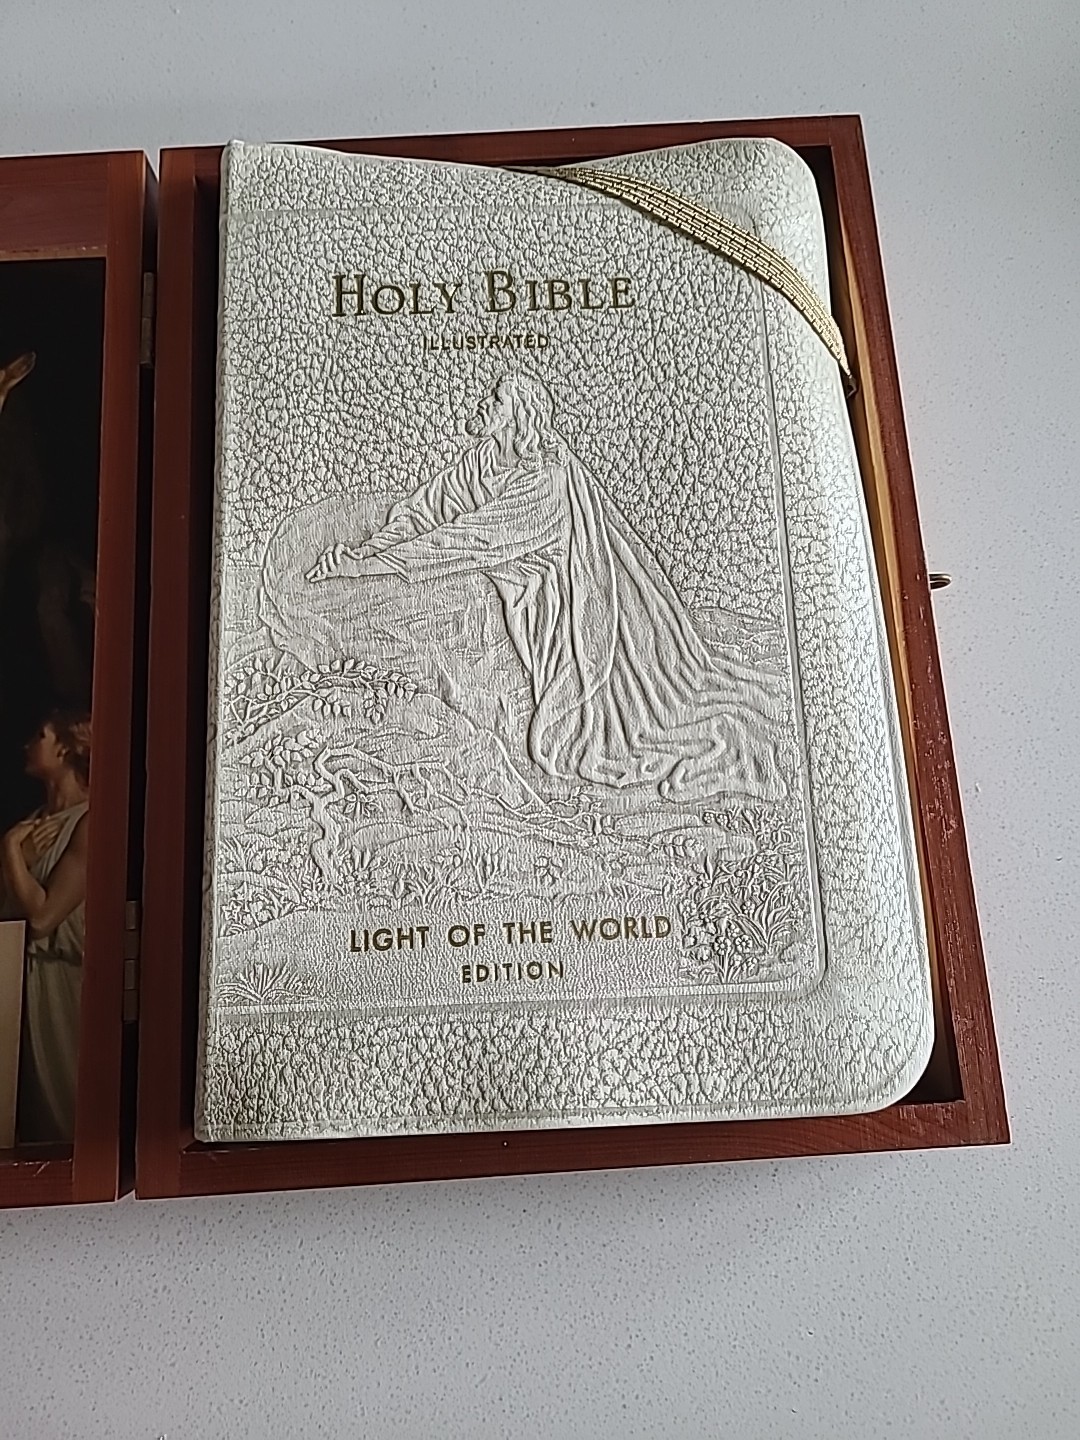 HOLY BIBLE
ILLUSTRATED
LIGHT OF THE WORLD
EDITION